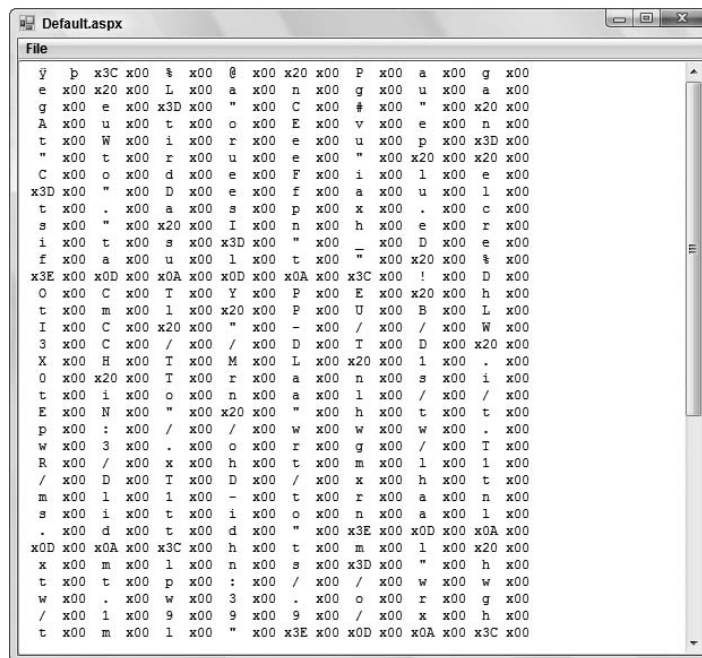 Default.aspx
File
ÿ þ x3C x00 % x00 @ x00 x20 x00 P x00 a x00 g x00
e x00 x20 x00 L x00 a x00 n x00 g x00 u x00 a x00
g x00 e x00 x3D x00 " x00 C x00 # x00 " x00 x20 x00
A x00 u x00 t x00 o x00 E x00 v x00 e x00 n x00
t x00 W x00 i x00 r x00 e x00 u x00 p x00 x3D x00
" x00 t x00 r x00 u x00 e x00 " x00 x20 x00 x20 x00
C x00 o x00 d x00 e x00 F x00 i x00 l x00 e x00
x3D x00 " x00 D x00 e x00 f x00 a x00 u x00 l x00
t x00 . x00 a x00 s x00 p x00 x x00 . x00 c x00
s x00 " x00 x20 x00 I x00 n x00 h x00 e x00 r x00
i x00 t x00 s x00 x3D x00 " x00 _ x00 D x00 e x00
f x00 a x00 u x00 l x00 t x00 " x00 x20 x00 % x00
x3E x00 x0D x00 x0A x00 x0D x00 x0A x00 x3C x00 ! x00 D x00
O x00 C x00 T x00 Y x00 P x00 E x00 x20 x00 h x00
t x00 m x00 l x00 x20 x00 P x00 U x00 B x00 L x00
I x00 C x00 x20 x00 " x00 - x00 / x00 / x00 W x00
3 x00 C x00 / x00 / x00 D x00 T x00 D x00 x20 x00
X x00 H x00 T x00 M x00 L x00 x20 x00 1 x00 . x00
0 x00 x20 x00 T x00 r x00 a x00 n x00 s x00 i x00
t x00 i x00 o x00 n x00 a x00 l x00 / x00 / x00
E x00 N x00 " x00 x20 x00 " x00 h x00 t x00 t x00
p x00 : x00 / x00 / x00 w x00 w x00 w x00 . x00
w x00 3 x00 . x00 o x00 r x00 g x00 / x00 T x00
R x00 / x00 x x00 h x00 t x00 m x00 l x00 1 x00
/ x00 D x00 T x00 D x00 / x00 x x00 h x00 t x00
m x00 l x00 1 x00 - x00 t x00 r x00 a x00 n x00
s x00 i x00 t x00 i x00 o x00 n x00 a x00 l x00
. x00 d x00 t x00 d x00 " x00 x3E x00 x0D x00 x0A x00
x0D x00 x0A x00 x3C x00 h x00 t x00 m x00 l x00 x20 x00
x x00 m x00 l x00 n x00 s x00 x3D x00 " x00 h x00
t x00 t x00 p x00 : x00 / x00 / x00 w x00 w x00
w x00 . x00 w x00 3 x00 . x00 o x00 r x00 g x00
/ x00 1 x00 9 x00 9 x00 9 x00 / x00 x x00 h x00
t x00 m x00 l x00 " x00 x3E x00 x0D x00 x0A x00 x3C x00